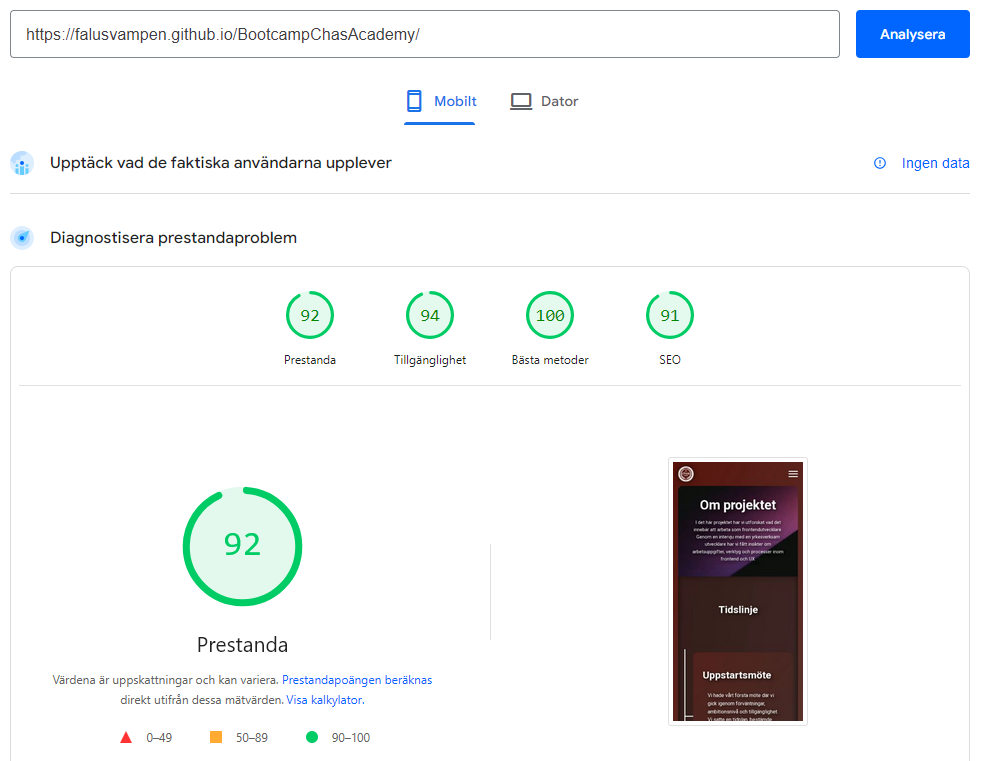 https://falusvampen.github.io/BootcampChasAcademy/
Analysera
Mobilt
Dator
Upptäck vad de faktiska användarna upplever
Ingen data
Diagnostisera prestandaproblem
92
94
100
91
Prestanda
Tillgänglighet
Bästa metoder
SEO
92
Prestanda
Värdena är uppskattningar och kan variera. Prestandapoängen beräknas
direkt utifrån dessa mätvärden. Visa kalkylator.
0–49
50–89
90–100
Om projektet
I det här projektet har vi utforskat vad det
innebär att arbeta som frontendutvecklare.
Genom en intervju med en yrkesverksam
utvecklare har vi fått insikter om
arbetsuppgifter, verktyg och processer inom
frontend och UX.
Tidslinje
Uppstartsmöte
Vi hade vårt första möte där vi
gick igenom förväntningar,
ambitionsnivå och tillgänglighet.
Vi satte en tidplan, bestämde